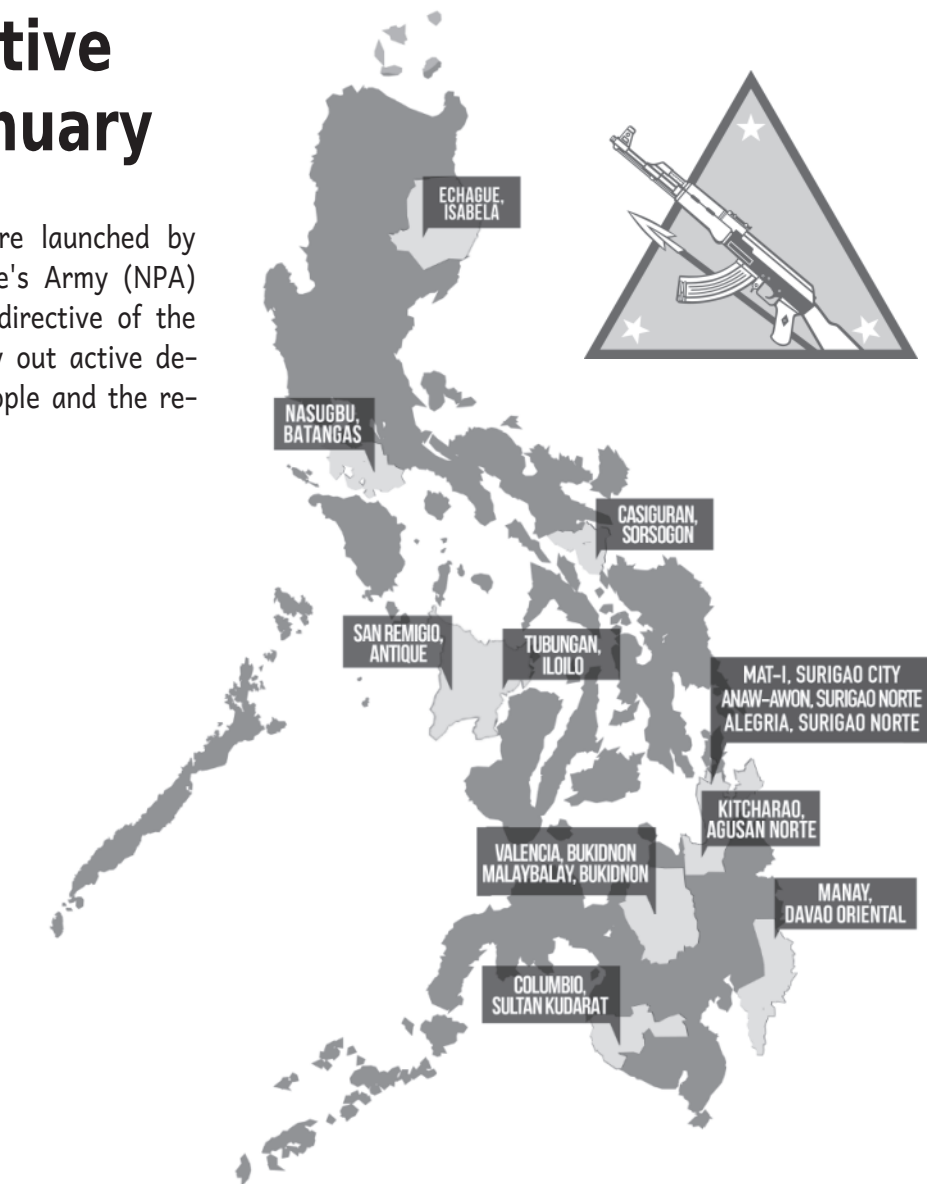 tive
nuary
re launched by
e's Army (NPA)
directive of the
y out active de-
ople and the re-
ECHAGUE,
ISABELA
NASUGBU,
BATANGAS
CASIGURAN,
SORSOGON
SAN REMIGIO,
ANTIQUE
TUBUNGAN,
ILOILO
MAT-I, SURIGAO CITY
ANAW-AWON, SURIGAO NORTE
ALEGRIA, SURIGAO NORTE
KITCHARAO,
AGUSAN NORTE
VALENCIA, BUKIDNON
MALAYBALAY, BUKIDNON
MANAY,
DAVAO ORIENTAL
COLUMBIO,
SULTAN KUDARAT